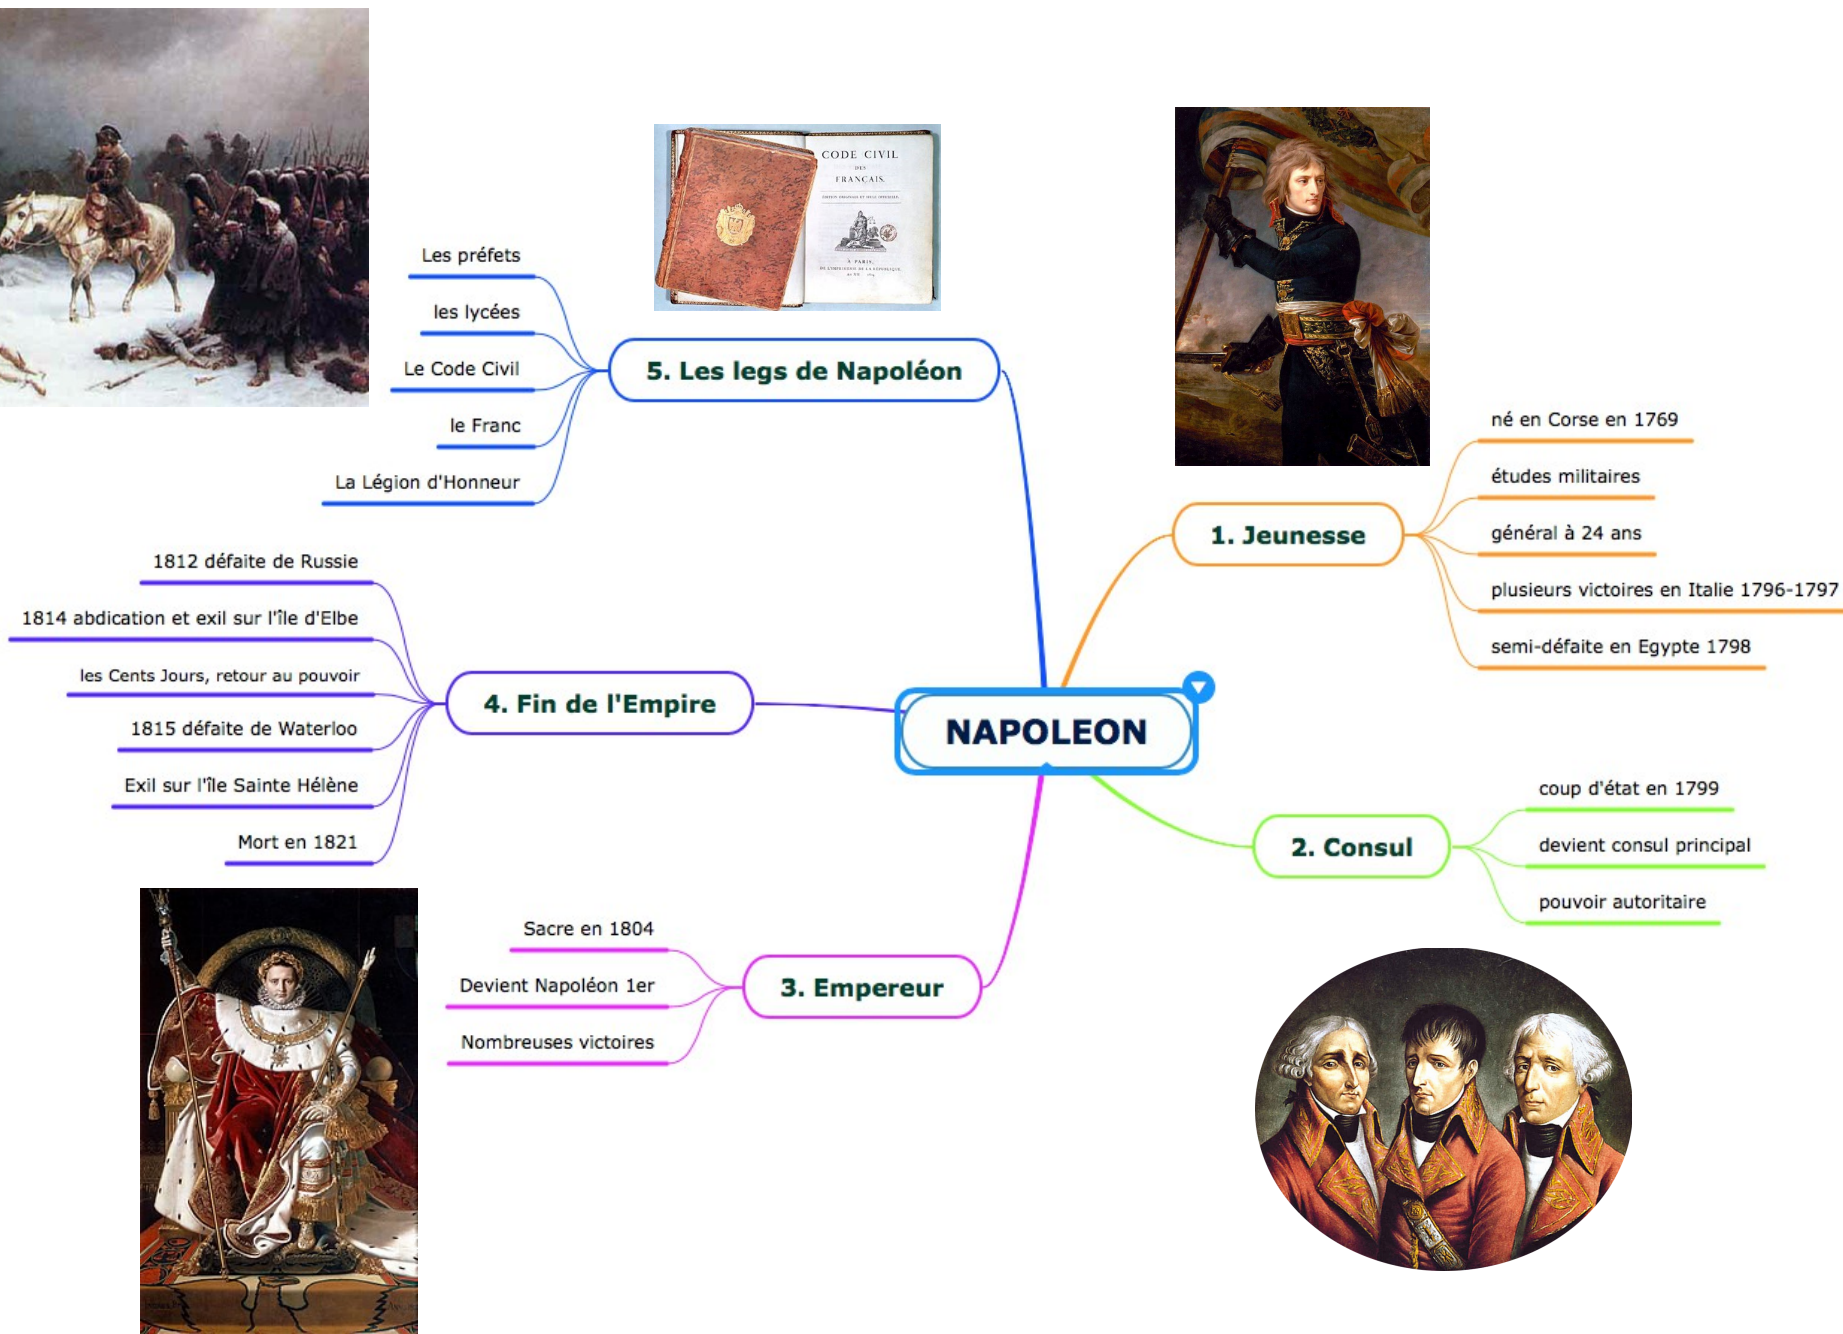 NAPOLEON
1. Jeunesse
né en Corse en 1769
études militaires
général à 24 ans
plusieurs victoires en Italie 1796-1797
semi-défaite en Egypte 1798
2. Consul
coup d'état en 1799
devient consul principal
pouvoir autoritaire
3. Empereur
Sacre en 1804
Devient Napoléon 1er
Nombreuses victoires
4. Fin de l'Empire
1812 défaite de Russie
1814 abdication et exil sur l'île d'Elbe
les Cents Jours, retour au pouvoir
1815 défaite de Waterloo
Exil sur l'île Sainte Hélène
Mort en 1821
5. Les legs de Napoléon
Les préfets
les lycées
Le Code Civil
le Franc
La Légion d'Honneur
CODE CIVIL
DES
FRANCAIS.
A PARIS,